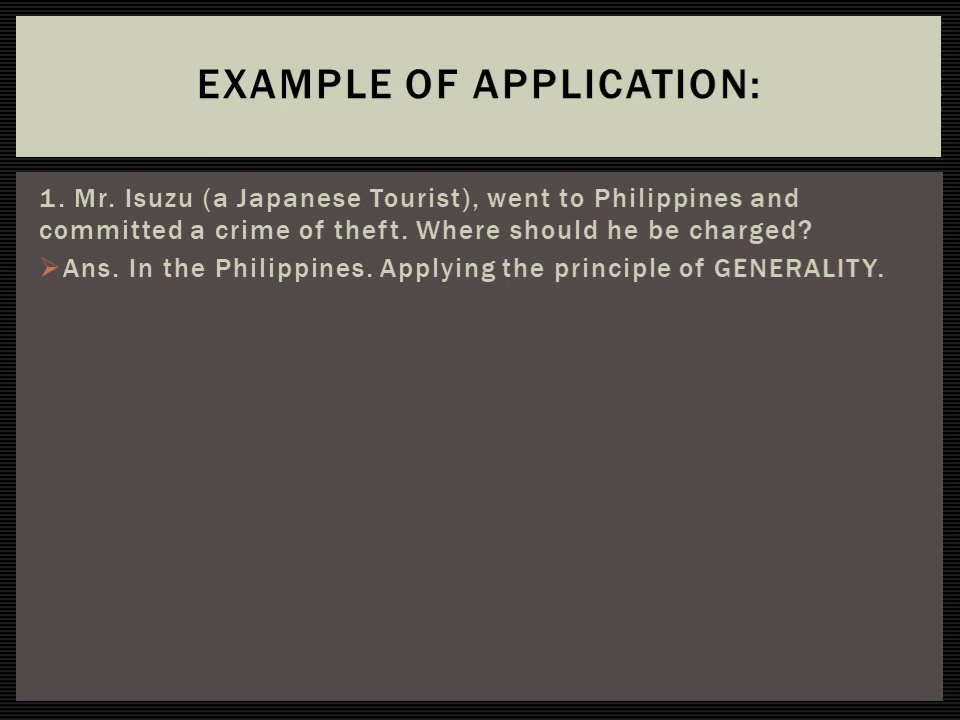 EXAMPLE OF APPLICATION:
1. Mr. Isuzu (a Japanese Tourist), went to Philippines and
committed a crime of theft. Where should he be charged?
Ans. In the Philippines. Applying the principle of GENERALITY.